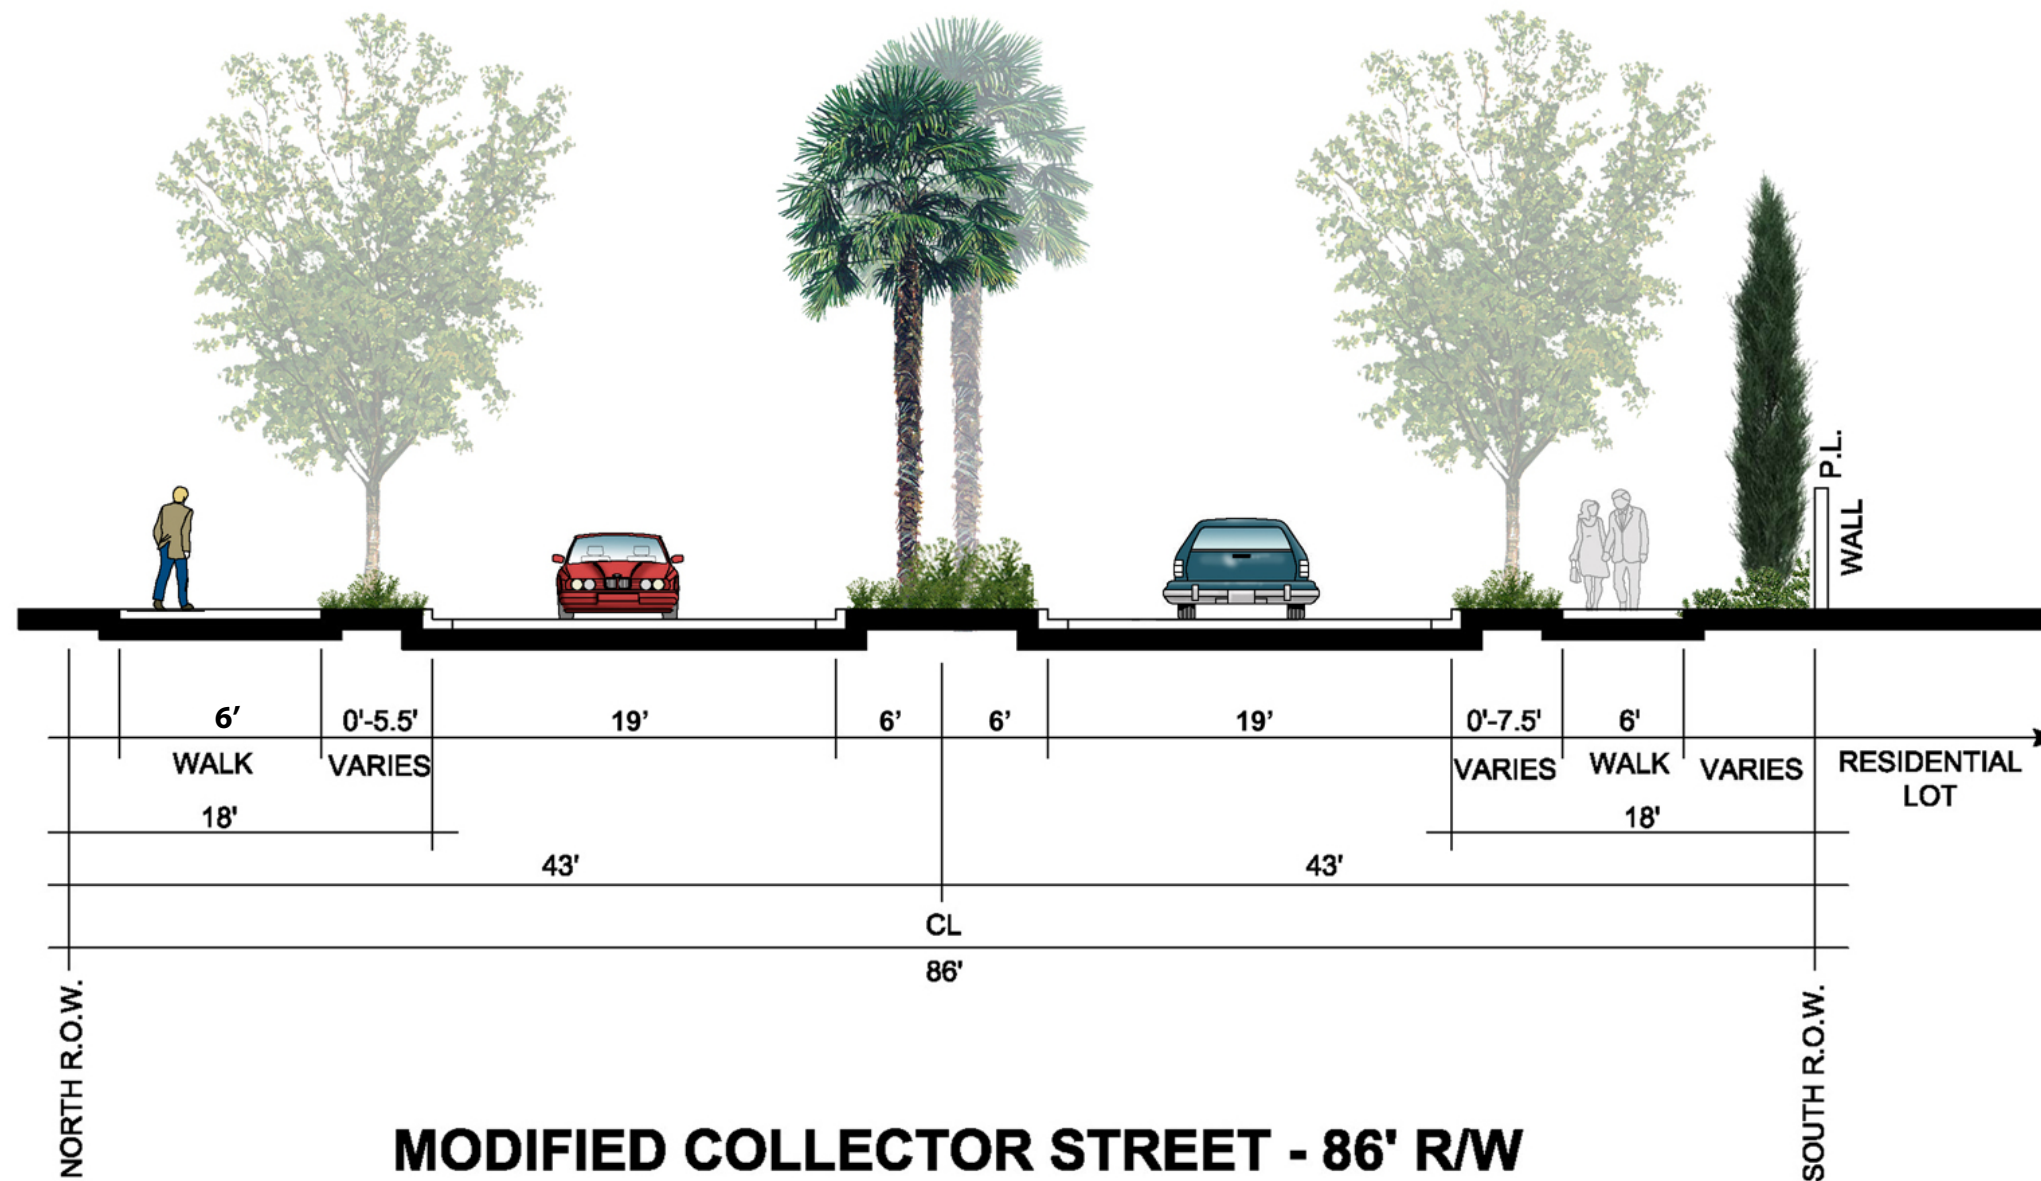 P.L.
WALL
6’ 0'-5.5' 19’ 6’ 6’ 19’ 0'-7.5' 6'
WALK VARIES VARIES WALK VARIES RESIDENTIAL
LOT
18' 18'
43' 43'
CL
86'
NORTH R.O.W.
SOUTH R.O.W.
MODIFIED COLLECTOR STREET - 86' R/W